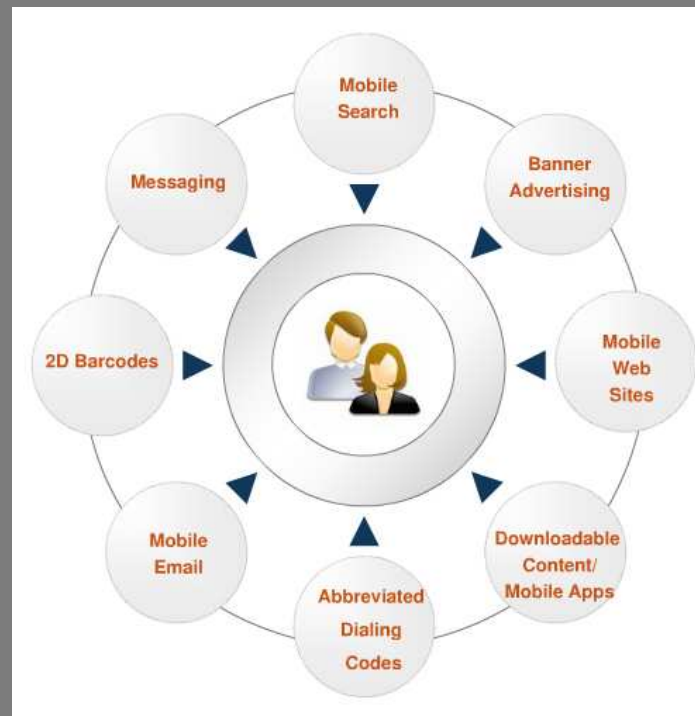 Mobile
Search
Banner
Advertising
Mobile
Web
Sites
Downloadable
Content/
Mobile Apps
Abbreviated
Dialing
Codes
Mobile
Email
2D Barcodes
Messaging